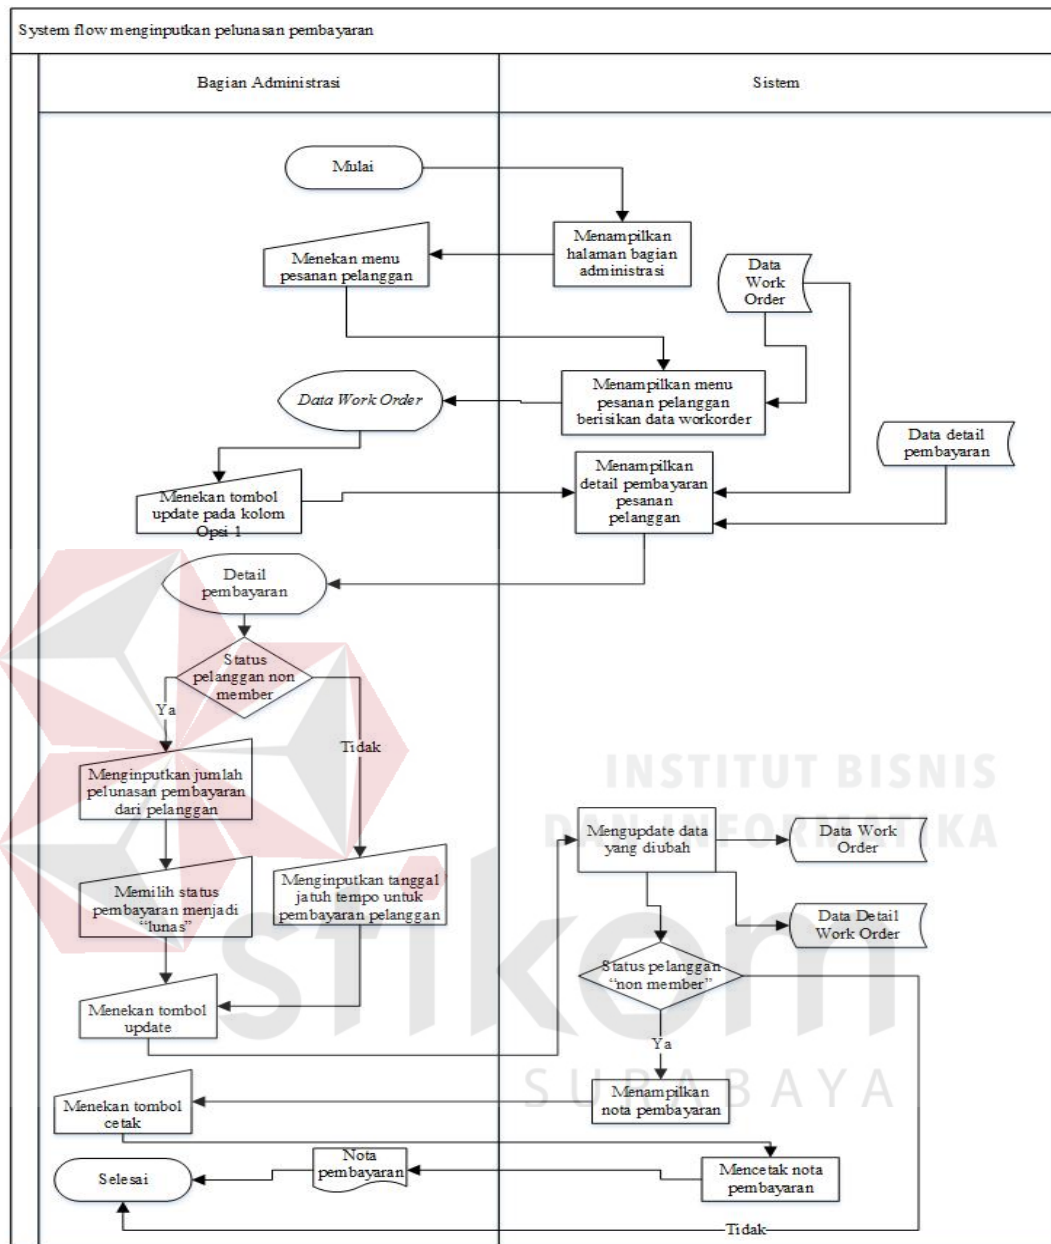 System flow menginputkan pelunasan pembayaran
Bagian Administrasi
Sistem
Mulai
Menampilkan
halaman bagian
administrasi
Menekan menu
pesanan pelanggan
Data
Work
Order
Menampilkan menu
pesanan pelanggan
berisikan data workorder
Data Work Order
Data detail
pembayaran
Menekan tombol
update pada kolom
Opsi 1
Menampilkan
detail pembayaran
pesanan
pelanggan
Detail
pembayaran
Status
pelanggan non
member
Ya
Tidak
Menginputkan jumlah
pelunasan pembayaran
dari pelanggan
Memilih status
pembayaran menjadi
“lunas”
Menginputkan tanggal
jatuh tempo untuk
pembayaran pelanggan
Menekan tombol
update
Mengupdate data
yang diubah
Data Work
Order
Data Detail
Work Order
Status pelanggan
“non member”
Ya
Menampilkan
nota pembayaran
Menekan tombol
cetak
Mencetak nota
pembayaran
Nota
pembayaran
Selesai
Tidak
INSTITUT BISNIS
DAN INFORMATIKA
stikom
SURABAYA